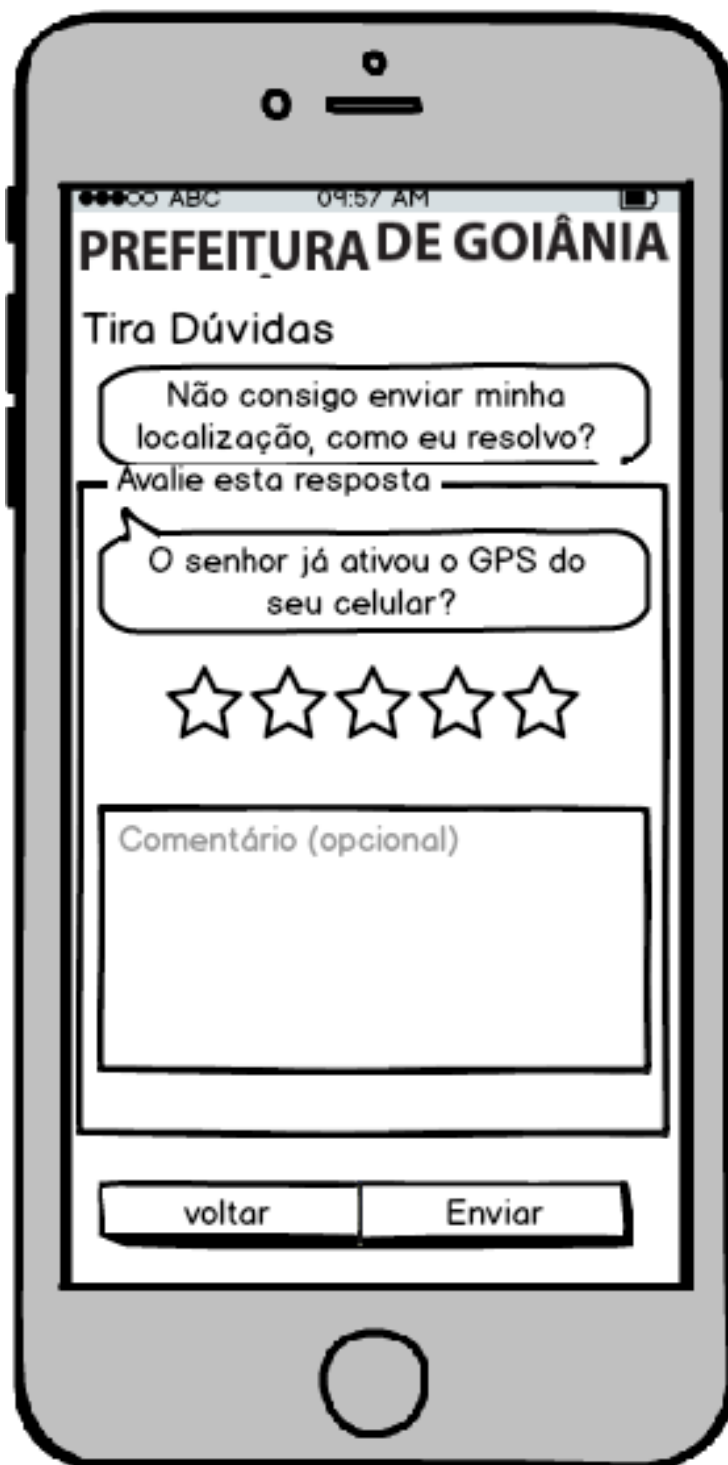 ABC 09:57 AM
PREFEITURA DE GOIÂNIA
Tira Dúvidas
Não consigo enviar minha
localização, como eu resolvo?
Avalie esta resposta
O senhor já ativou o GPS do
seu celular?
Comentário (opcional)
voltar Enviar